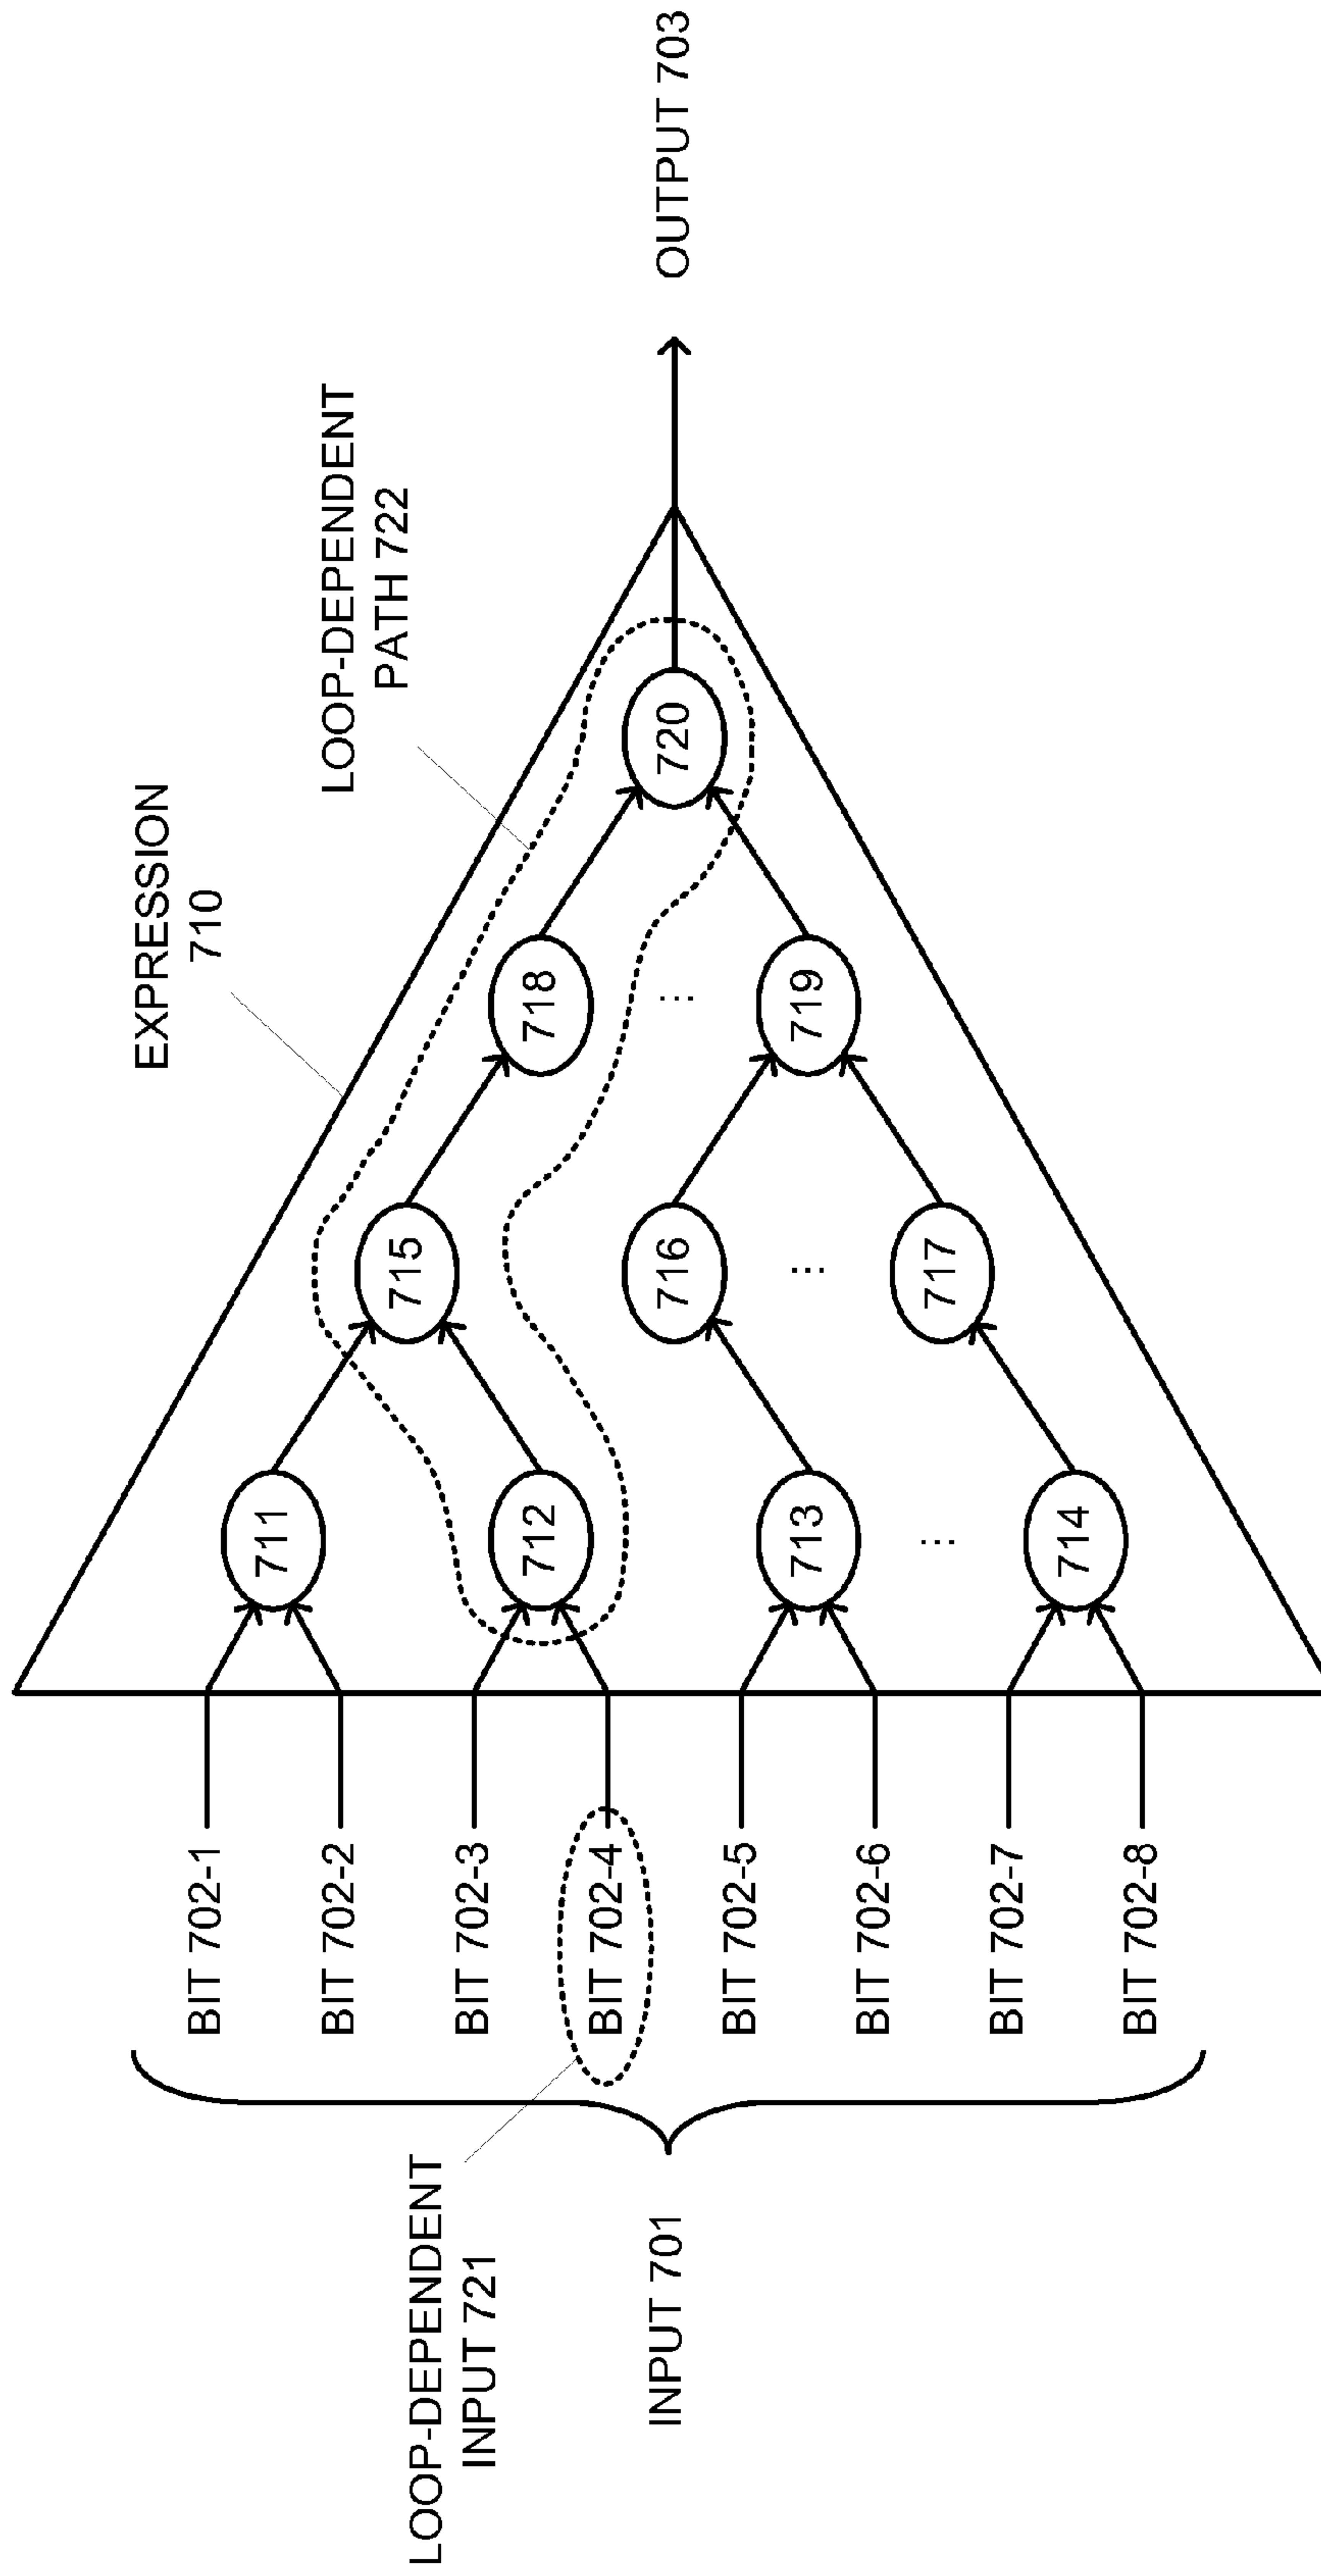 EXPRESSION
710
LOOP-DEPENDENT
PATH 722
LOOP-DEPENDENT
INPUT 721
INPUT 701
BIT 702-1
BIT 702-2
BIT 702-3
BIT 702-4
BIT 702-5
BIT 702-6
BIT 702-7
BIT 702-8
711
712
713
...
714
715
716
...
717
718
...
719
720
OUTPUT 703